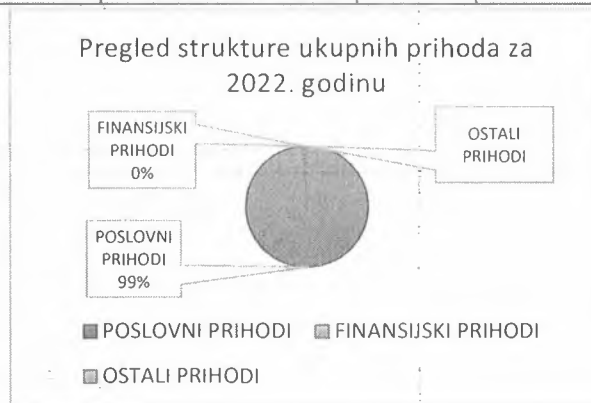 Pregled strukture ukupnih prihoda za
2022. godinu
FINANSIJSKI
PRIHODI
0%
OSTALI
PRIHODI
POSLOVNI
PRIHODI
99%
POSLOVNI PRIHODI
FINANSIJSKI PRIHODI
OSTALI PRIHODI